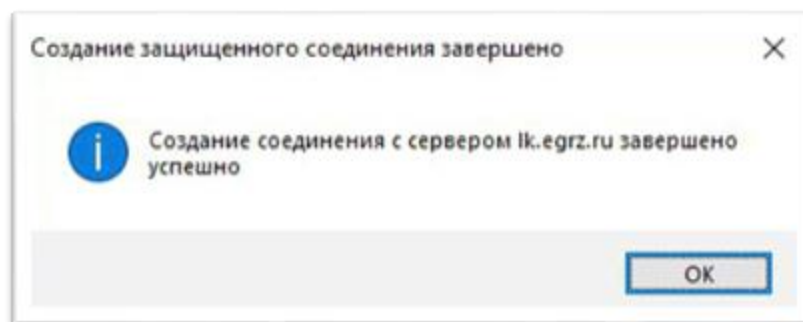 Создание защищенного соединения завершено
Создание соединения с сервером lk.egrz.ru завершено
успешно
OK